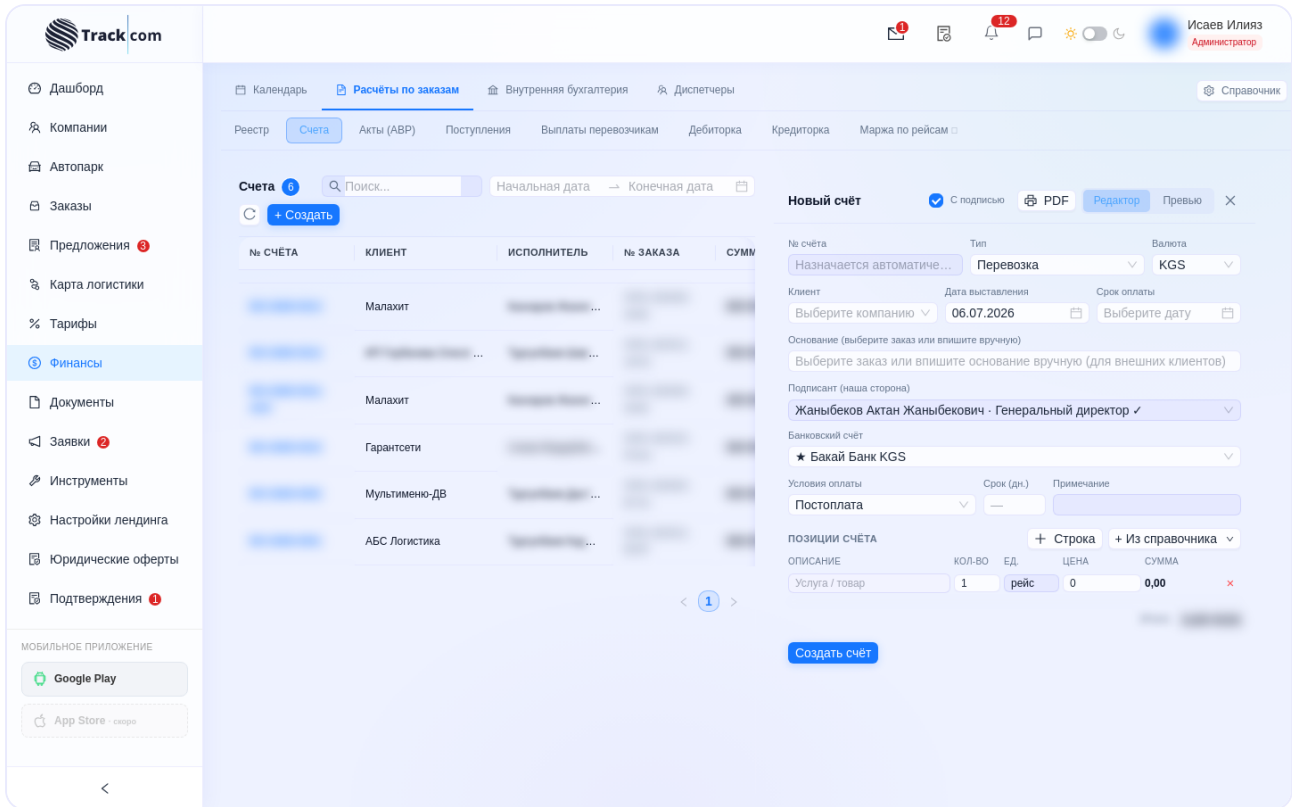 Track.com
1
12
Исаев Илияз
Администратор
Дашборд
Компании
Автопарк
Заказы
Предложения 3
Карта логистики
Тарифы
Финансы
Документы
Заявки 2
Инструменты
Настройки лендинга
Юридические оферты
Подтверждения 1
МОБИЛЬНОЕ ПРИЛОЖЕНИЕ
Google Play
App Store · скоро
Календарь
Расчёты по заказам
Внутренняя бухгалтерия
Диспетчеры
Справочник
Реестр
Счета
Акты (АВР)
Поступления
Выплаты перевозчикам
Дебиторка
Кредиторка
Маржа по рейсам
Счета 6
Поиск...
Начальная дата → Конечная дата
+ Создать
№ СЧЁТА КЛИЕНТ ИСПОЛНИТЕЛЬ № ЗАКАЗА СУММ
Малахит
Малахит
Гарантсети
Мультименю-ДВ
АБС Логистика
1
Новый счёт
С подписью
PDF
Редактор
Превью
№ счёта Тип Валюта
Назначается автоматиче... Перевозка KGS
Клиент Дата выставления Срок оплаты
Выберите компанию 06.07.2026 Выберите дату
Основание (выберите заказ или впишите основание вручную)
Выберите заказ или впишите основание вручную (для внешних клиентов)
Подписант (наша сторона)
Жаныбеков Актан Жаныбекович · Генеральный директор ✓
Банковский счёт
★ Бакай Банк KGS
Условия оплаты Срок (дн.) Примечание
Постоплата —
ПОЗИЦИИ СЧЁТА
+ Строка
+ Из справочника
ОПИСАНИЕ КОЛ-ВО ЕД. ЦЕНА СУММА
Услуга / товар 1 рейс 0 0,00
Создать счёт